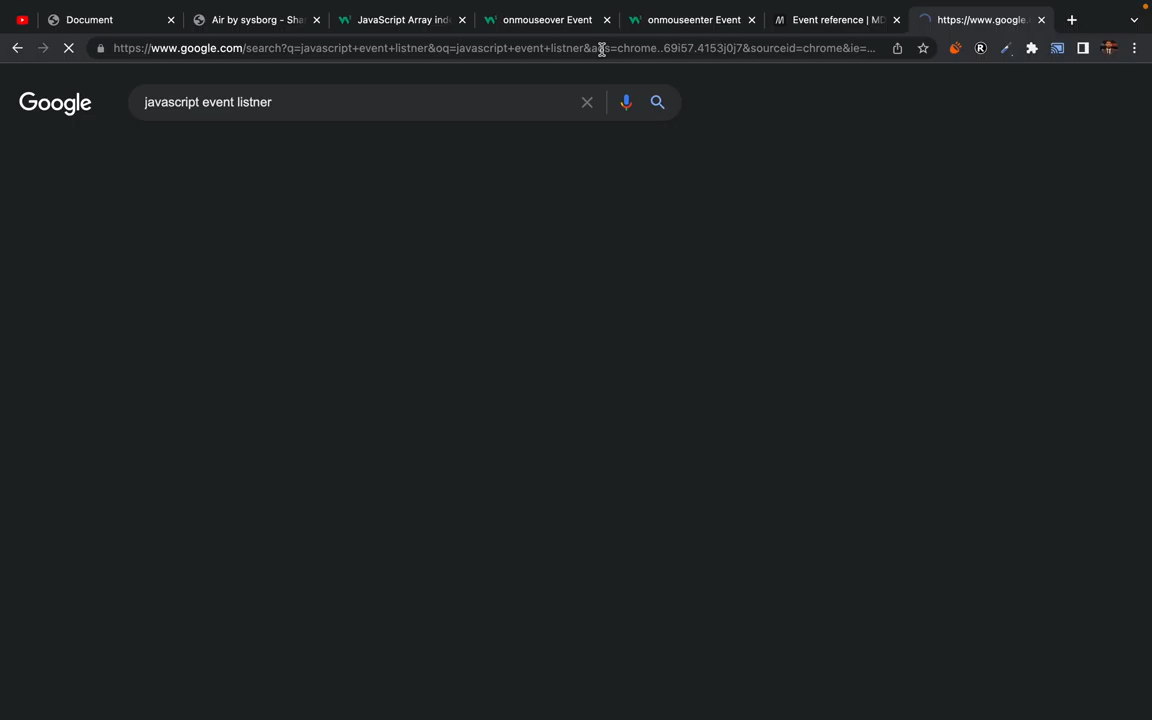 Document
Air by sysborg - Sha
JavaScript Array ind
onmouseover Event
onmouseenter Event
Event reference | MD
https://www.google.
https://www.google.com/search?q=javascript+event+listner&oq=javascript+event+listner&aqs=chrome..69i57.4153j0j7&sourceid=chrome&ie=...
Google
javascript event listner